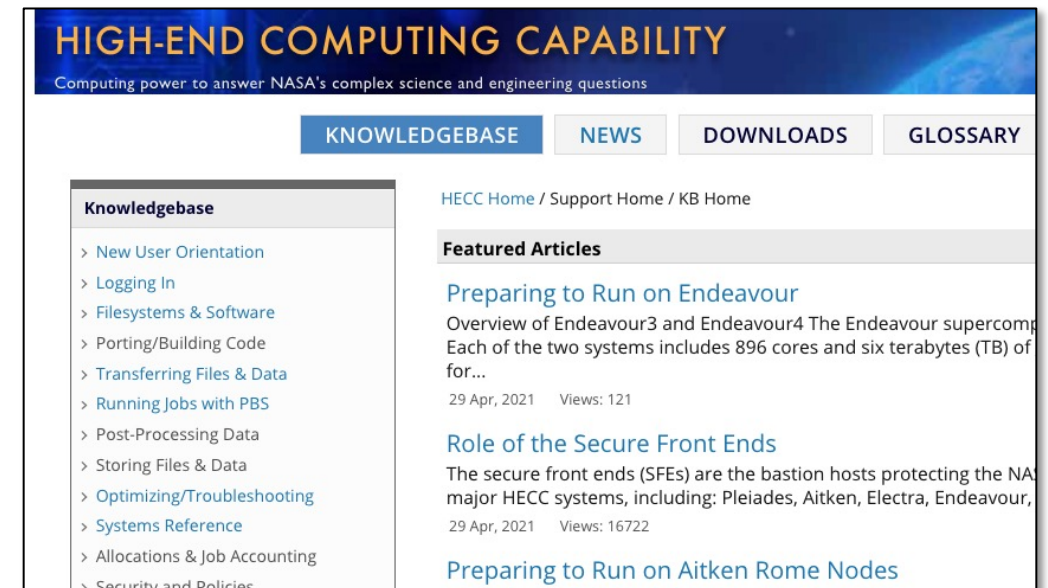 HIGH-END COMPUTING CAPABILITY
Computing power to answer NASA's complex science and engineering questions
KNOWLEDGEBASE
NEWS
DOWNLOADS
GLOSSARY
Knowledgebase
> New User Orientation
> Logging In
> Filesystems & Software
> Porting/Building Code
> Transferring Files & Data
> Running Jobs with PBS
> Post-Processing Data
> Storing Files & Data
> Optimizing/Troubleshooting
> Systems Reference
> Allocations & Job Accounting
> Security and Policies
HECC Home / Support Home / KB Home
Featured Articles
Preparing to Run on Endeavour
Overview of Endeavour3 and Endeavour4 The Endeavour
Each of the two systems includes 896 cores and six terabytes (TB) of
for...
29 Apr, 2021 Views: 121
Role of the Secure Front Ends
The secure front ends (SFEs) are the bastion hosts protecting the
major HECC systems, including: Pleiades, Aitken, Electra, Endeavour,
29 Apr, 2021 Views: 16722
Preparing to Run on Aitken Rome Nodes